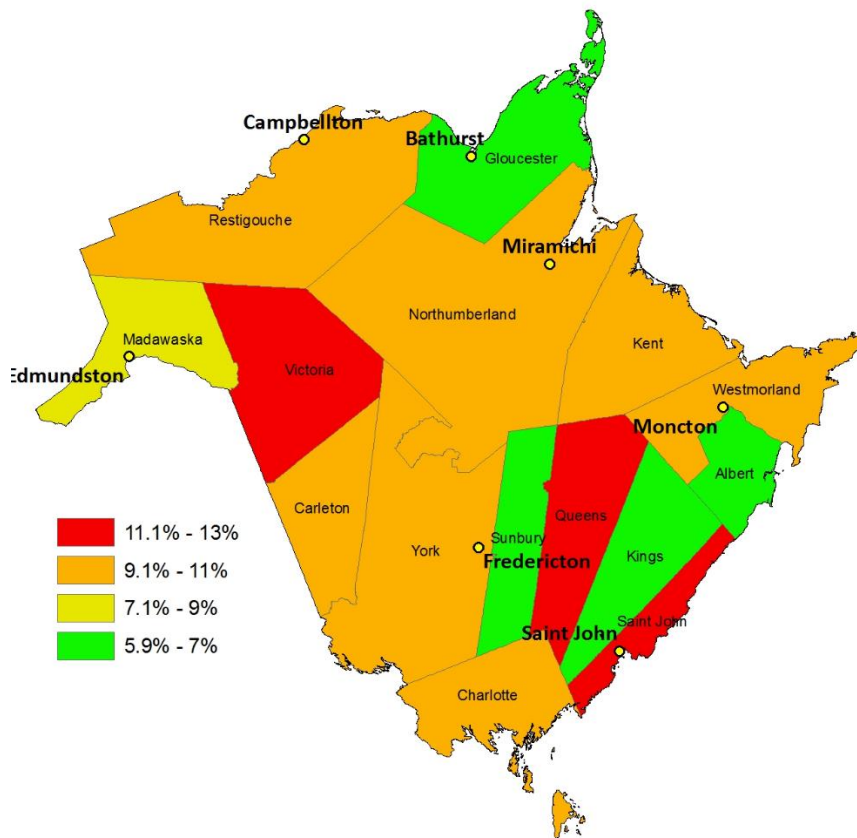 Campbellton
Bathurst
Gloucester
Restigouche
Miramichi
Northumberland
Madawaska
Kent
Edmundston
Victoria
Westmorland
Moncton
Albert
Carleton
Queens
York
Sunbury
Fredericton
Kings
Saint John
Saint John
Charlotte
11.1% - 13%
9.1% - 11%
7.1% - 9%
5.9% - 7%